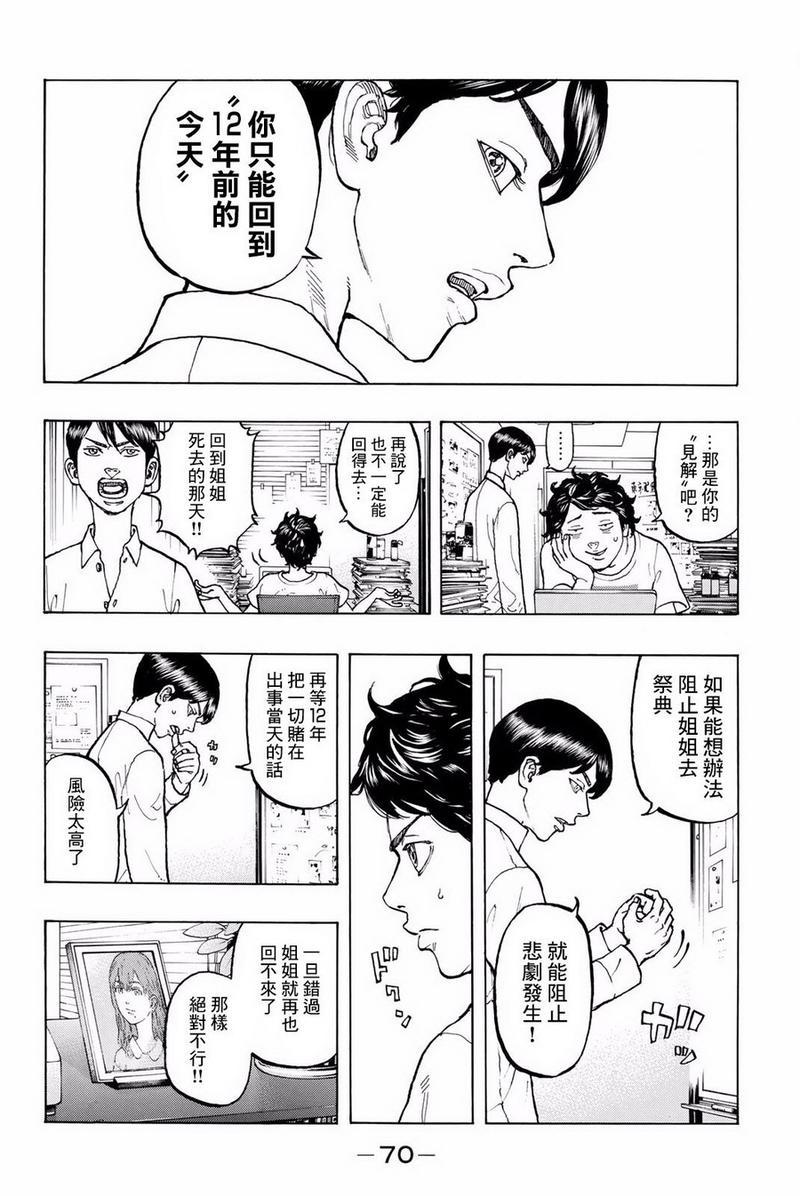 你只能回到
〝12年前的
今天〞
…那是你的
〝見解〞吧？
……
……
再說了
也不一定能
回得去…
回到姐姐
死去的那天!!
如果能想辦法
阻止姐姐去
祭典
就能阻止
悲劇發生！
再等12年
把一切賭在
出事當天的話
風險太高了
一旦錯過
姐姐就再也
回不來了
那樣
絕對不行!!
—70—